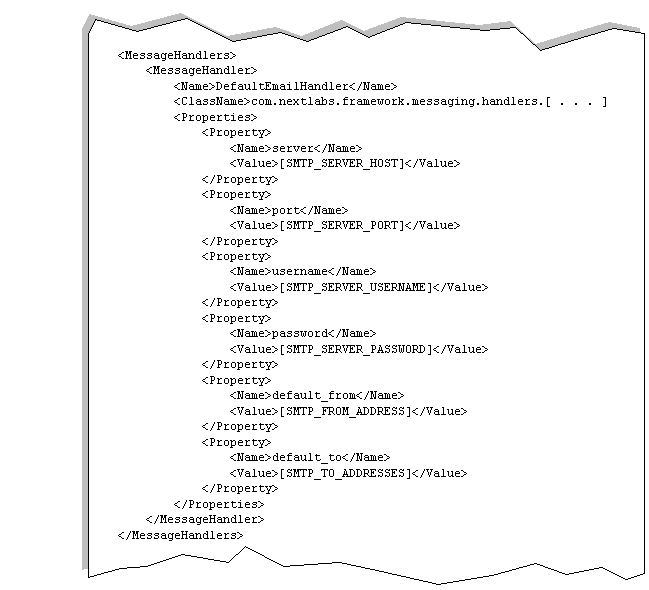 <MessageHandlers>
<MessageHandler>
<Name>DefaultEmailHandler</Name>
<ClassName>com.nextlabs.framework.messaging.handlers.[ . . . ]
<Properties>
<Property>
<Name>server</Name>
<Value>[SMTP_SERVER_HOST]</Value>
</Property>
<Property>
<Name>port</Name>
<Value>[SMTP_SERVER_PORT]</Value>
</Property>
<Property>
<Name>username</Name>
<Value>[SMTP_SERVER_USERNAME]</Value>
</Property>
<Property>
<Name>password</Name>
<Value>[SMTP_SERVER_PASSWORD]</Value>
</Property>
<Property>
<Name>default_from</Name>
<Value>[SMTP_FROM_ADDRESS]</Value>
</Property>
<Property>
<Name>default_to</Name>
<Value>[SMTP_TO_ADDRESSES]</Value>
</Property>
</Properties>
</MessageHandler>
</MessageHandlers>